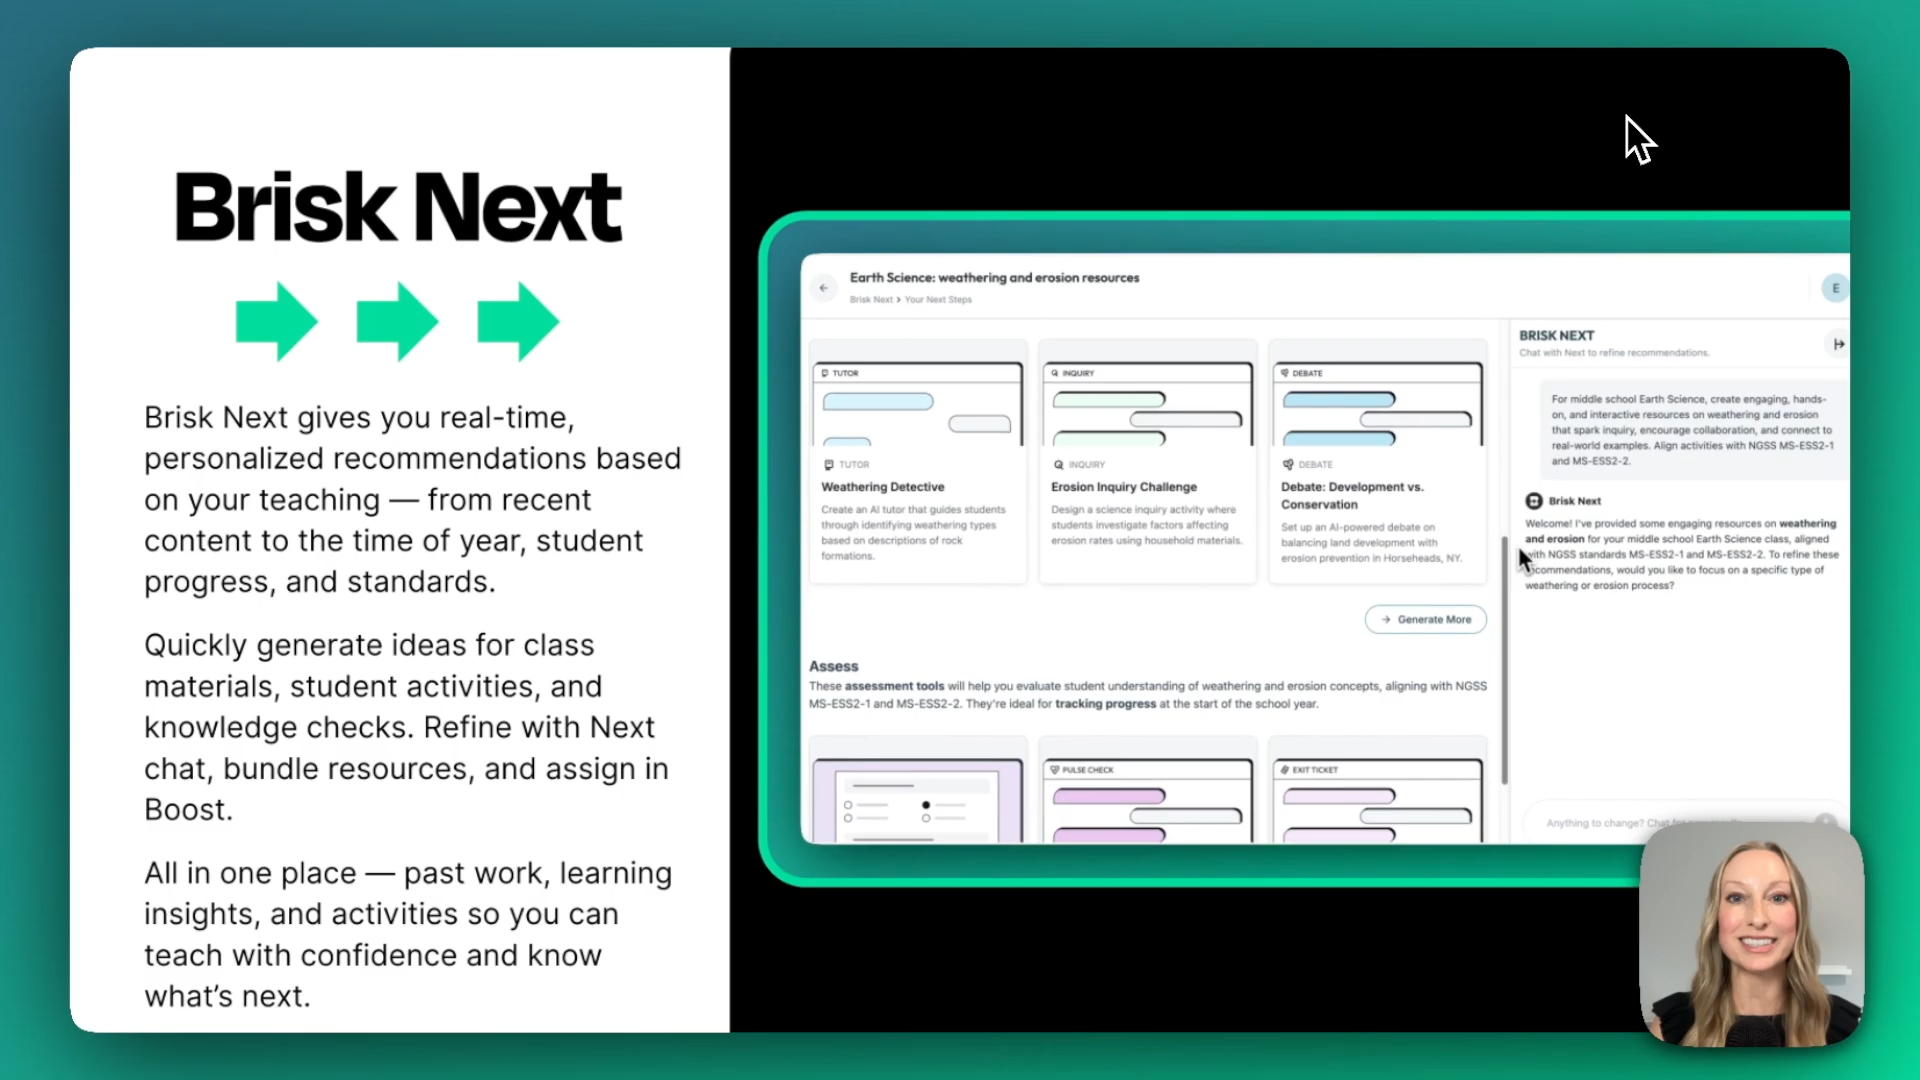 Brisk Next
Brisk Next gives you real-time,
personalized recommendations based
on your teaching — from recent
content to the time of year, student
progress, and standards.
Quickly generate ideas for class
materials, student activities, and
knowledge checks. Refine with Next
chat, bundle resources, and assign in
Boost.
All in one place — past work, learning
insights, and activities so you can
teach with confidence and know
what’s next.
Earth Science: weathering and erosion resources
Brisk Next > Your Next Steps
E
TUTOR
TUTOR
Weathering Detective
Create an AI tutor that guides students
through identifying weathering types
based on descriptions of rock
formations.
INQUIRY
INQUIRY
Erosion Inquiry Challenge
Design a science inquiry activity where
students investigate factors affecting
erosion rates using household materials.
DEBATE
DEBATE
Debate: Development vs.
Conservation
Set up an AI-powered debate on
balancing land development with
erosion prevention in Horseheads, NY.
Generate More
Assess
These assessment tools will help you evaluate student understanding of weathering and erosion concepts, aligning with NGSS
MS-ESS2-1 and MS-ESS2-2. They're ideal for tracking progress at the start of the school year.
PULSE CHECK
EXIT TICKET
BRISK NEXT
Chat with Next to refine recommendations.
For middle school Earth Science, create engaging, hands-
on, and interactive resources on weathering and erosion
that spark inquiry, encourage collaboration, and connect to
real-world examples. Align activities with NGSS MS-ESS2-1
and MS-ESS2-2.
Brisk Next
Welcome! I've provided some engaging resources on weathering
and erosion for your middle school Earth Science class, aligned
with NGSS standards MS-ESS2-1 and MS-ESS2-2. To refine these
recommendations, would you like to focus on a specific type of
weathering or erosion process?
Anything to change? Chat